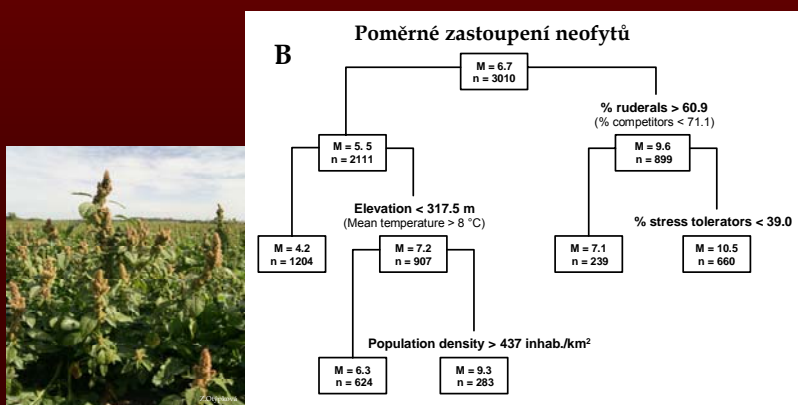 Poměrné zastoupení neofytů
B
M = 6.7
n = 3010
% ruderals > 60.9
(% competitors < 71.1)
M = 5. 5
n = 2111
M = 9.6
n = 899
Elevation < 317.5 m
(Mean temperature > 8 °C)
% stress tolerators < 39.0
M = 4.2
n = 1204
M = 7.2
n = 907
M = 7.1
n = 239
M = 10.5
n = 660
Population density > 437 inhab./km²
M = 6.3
n = 624
M = 9.3
n = 283